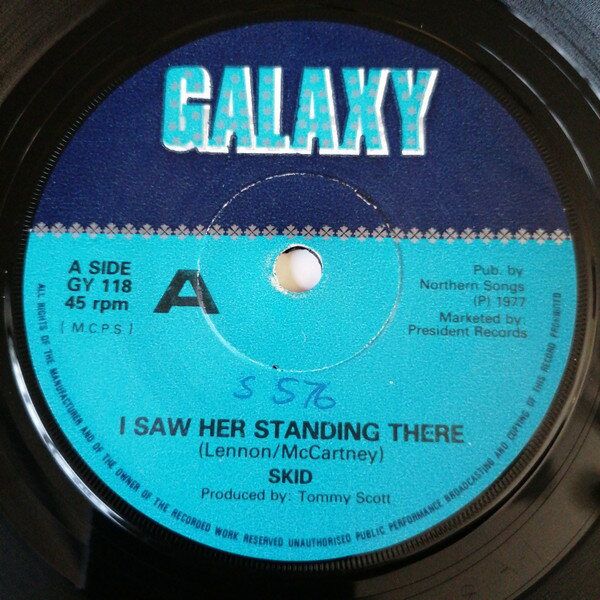 GALAXY
A SIDE
GY 118
45 rpm
[M.C.P.S]
A
Pub. by
Northern Songs
(P) 1977
Marketed by:
President Records
S 576
I SAW HER STANDING THERE
(Lennon/McCartney)
SKID
Produced by: Tommy Scott
ALL RIGHTS OF THE MANUFACTURER AND OF THE OWNER OF THE RECORDED WORK RESERVED UNAUTHORISED PUBLIC PERFORMANCE BROADCASTING AND COPYING OF THIS RECORD PROHIBITED